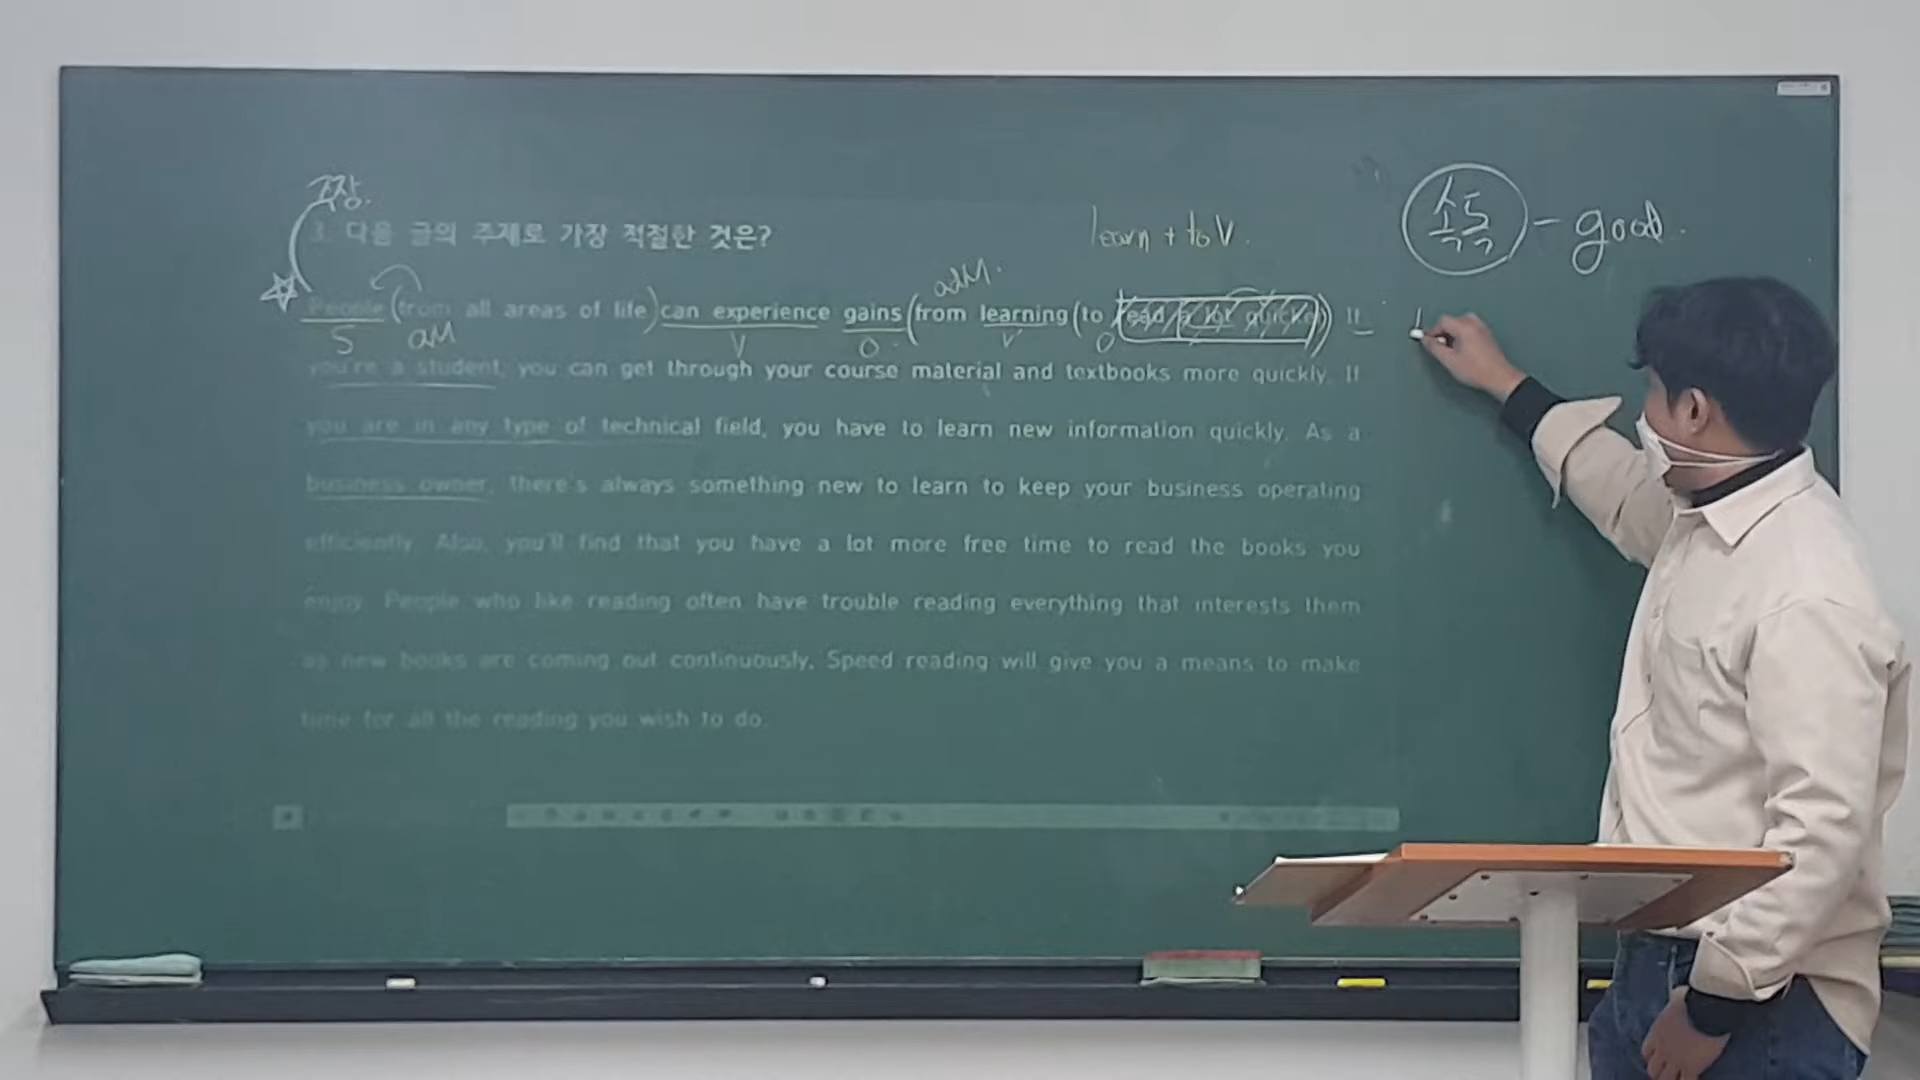 주장.
learn + to V.
속독 - good.
3. 다음 글의 주제로 가장 적절한 것은?
adM.
People (from all areas of life) can experience gains (from learning (to read a lot quicker)) If
S aM V O. V O
you're a student, you can get through your course material and textbooks more quickly. If
you are in any type of technical field, you have to learn new information quickly. As a
business owner, there's always something new to learn to keep your business operating
efficiently. Also, you'll find that you have a lot more free time to read the books you
enjoy. People who like reading often have trouble reading everything that interests them
as new books are coming out continuously. Speed reading will give you a means to make
time for all the reading you wish to do.